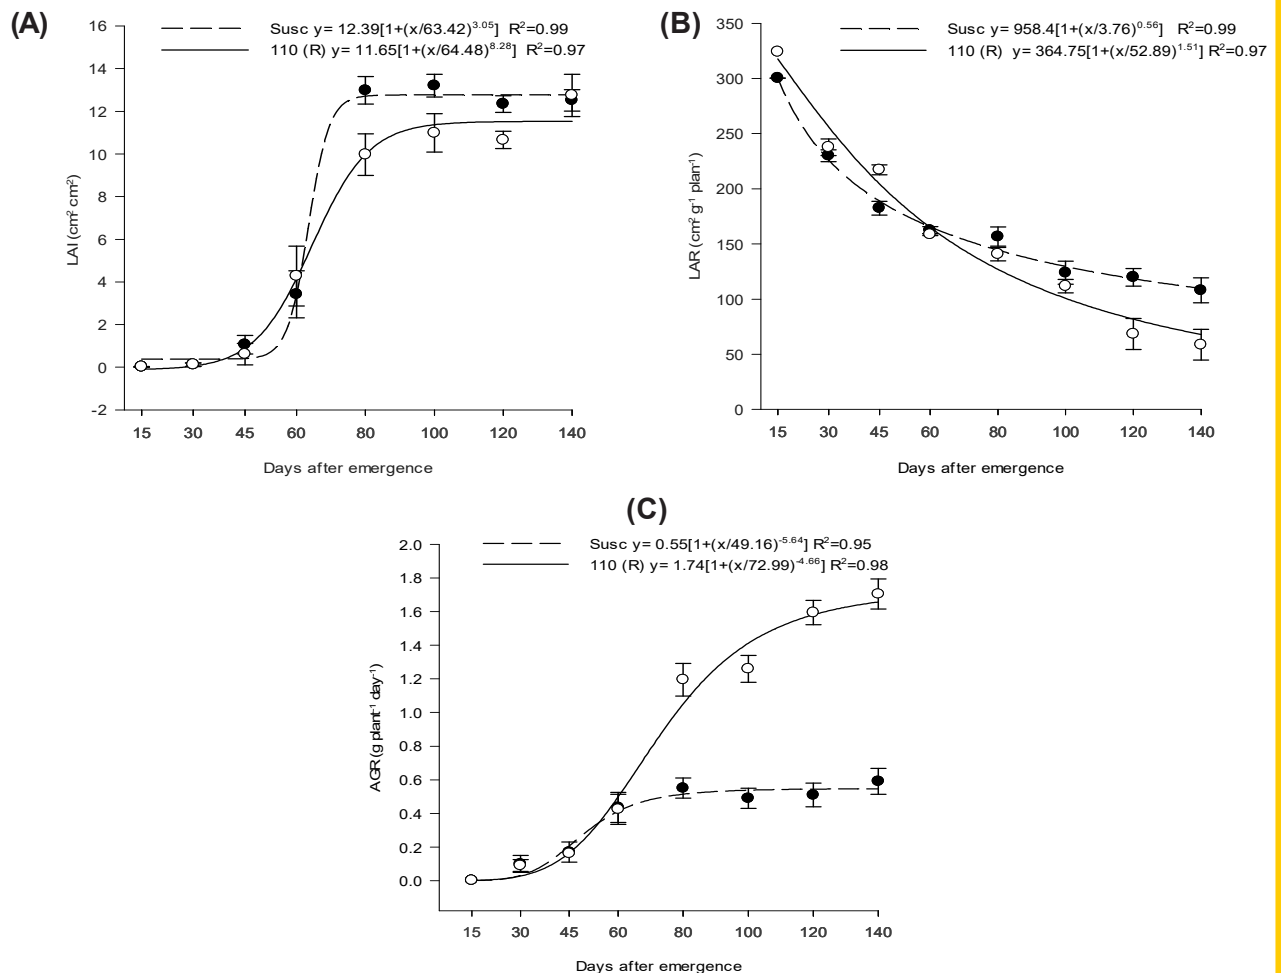 (A)
Susc y= 12.39[1+(x/63.42)^3.05] R²=0.99
110 (R) y= 11.65[1+(x/64.48)^8.28] R²=0.97
16
14
12
10
8
6
4
2
0
-2
LAI (cm² cm²)
15 30 45 60 80 100 120 140
Days after emergence
(B)
Susc y= 958.4[1+(x/3.76)^0.56] R²=0.99
110 (R) y= 364.75[1+(x/52.89)^1.51] R²=0.97
350
300
250
200
150
100
50
0
LAR (cm² g⁻¹ plan⁻¹)
15 30 45 60 80 100 120 140
Days after emergence
(C)
Susc y= 0.55[1+(x/49.16)^-5.64] R²=0.95
110 (R) y= 1.74[1+(x/72.99)^-4.66] R²=0.98
2.0
1.8
1.6
1.4
1.2
1.0
0.8
0.6
0.4
0.2
0.0
AGR (g plant⁻¹ day⁻¹)
15 30 45 60 80 100 120 140
Days after emergence